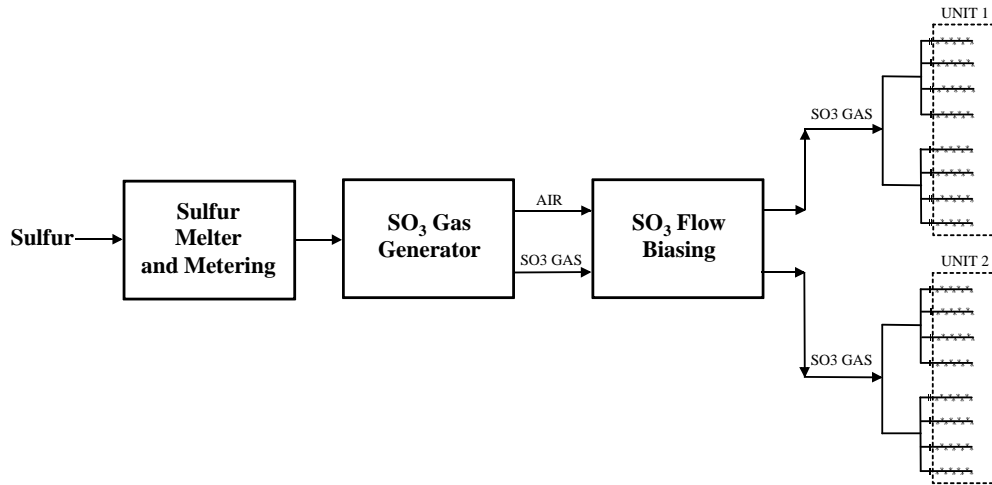 UNIT 1
SO3 GAS
Sulfur
Sulfur
Melter
and Metering
SO₃ Gas
Generator
AIR
SO3 GAS
SO₃ Flow
Biasing
UNIT 2
SO3 GAS